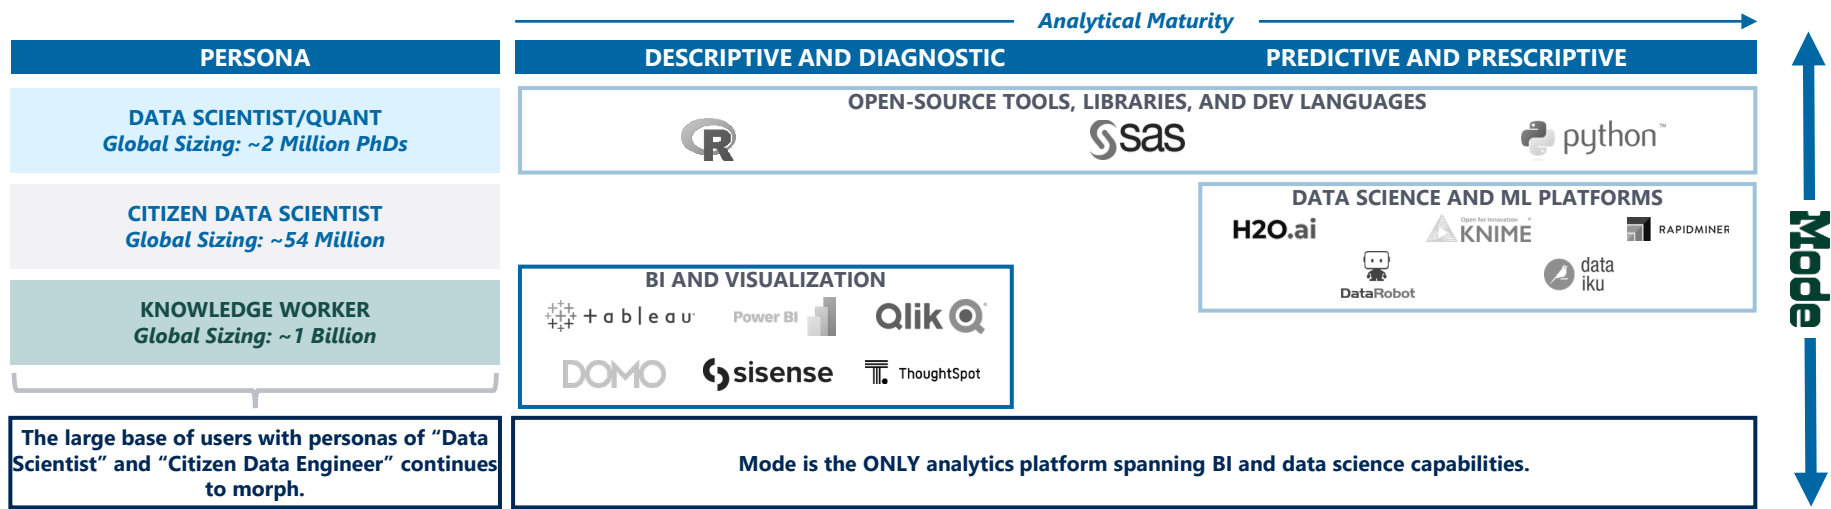 Analytical Maturity
PERSONA
DESCRIPTIVE AND DIAGNOSTIC
PREDICTIVE AND PRESCRIPTIVE
DATA SCIENTIST/QUANT
Global Sizing: ~2 Million PhDs
OPEN-SOURCE TOOLS, LIBRARIES, AND DEV LANGUAGES
R
sas
python™
CITIZEN DATA SCIENTIST
Global Sizing: ~54 Million
DATA SCIENCE AND ML PLATFORMS
H2O.ai
Open for Innovation
KNIME
RAPIDMINER
DataRobot
data
iku
KNOWLEDGE WORKER
Global Sizing: ~1 Billion
BI AND VISUALIZATION
+ a b l e a u
Power BI
Qlik
DOMO
sisense
ThoughtSpot
Mode
The large base of users with personas of “Data
Scientist” and “Citizen Data Engineer” continues
to morph.
Mode is the ONLY analytics platform spanning BI and data science capabilities.